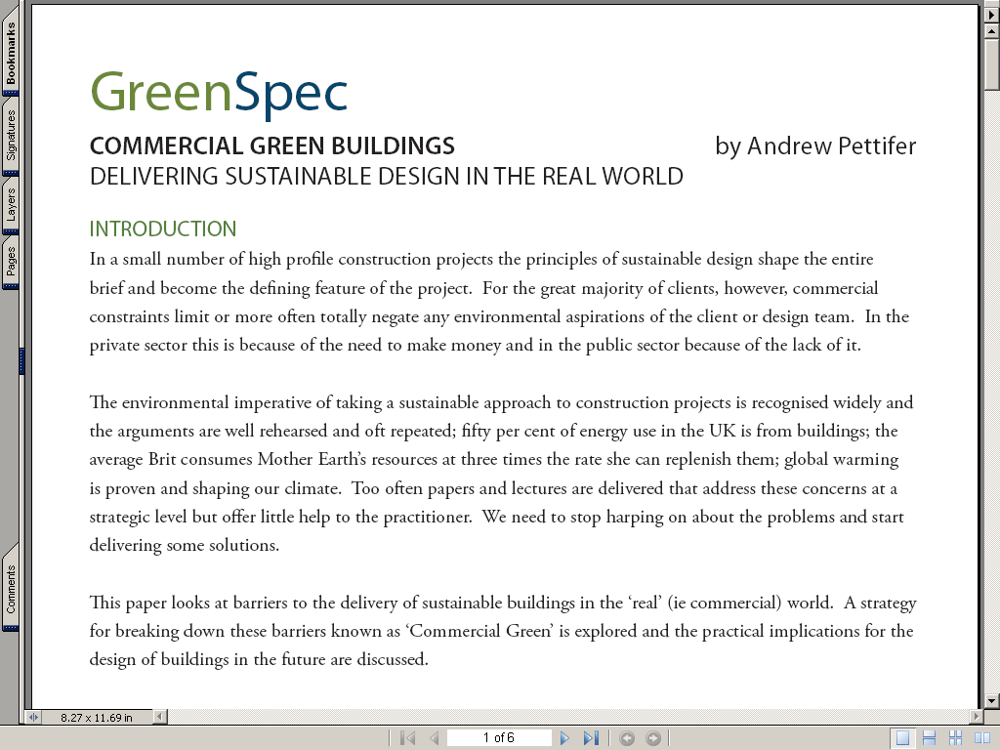 Bookmarks
Signatures
Layers
Pages
Comments
GreenSpec
COMMERCIAL GREEN BUILDINGS by Andrew Pettifer
DELIVERING SUSTAINABLE DESIGN IN THE REAL WORLD
INTRODUCTION
In a small number of high profile construction projects the principles of sustainable design shape the entire
brief and become the defining feature of the project.  For the great majority of clients, however, commercial
constraints limit or more often totally negate any environmental aspirations of the client or design team.  In the
private sector this is because of the need to make money and in the public sector because of the lack of it.
The environmental imperative of taking a sustainable approach to construction projects is recognised widely and
the arguments are well rehearsed and oft repeated; fifty per cent of energy use in the UK is from buildings; the
average Brit consumes Mother Earth’s resources at three times the rate she can replenish them; global warming
is proven and shaping our climate.  Too often papers and lectures are delivered that address these concerns at a
strategic level but offer little help to the practitioner.  We need to stop harping on about the problems and start
delivering some solutions.
This paper looks at barriers to the delivery of sustainable buildings in the ‘real’ (ie commercial) world.  A strategy
for breaking down these barriers known as ‘Commercial Green’ is explored and the practical implications for the
design of buildings in the future are discussed.
8.27 x 11.69 in
1 of 6